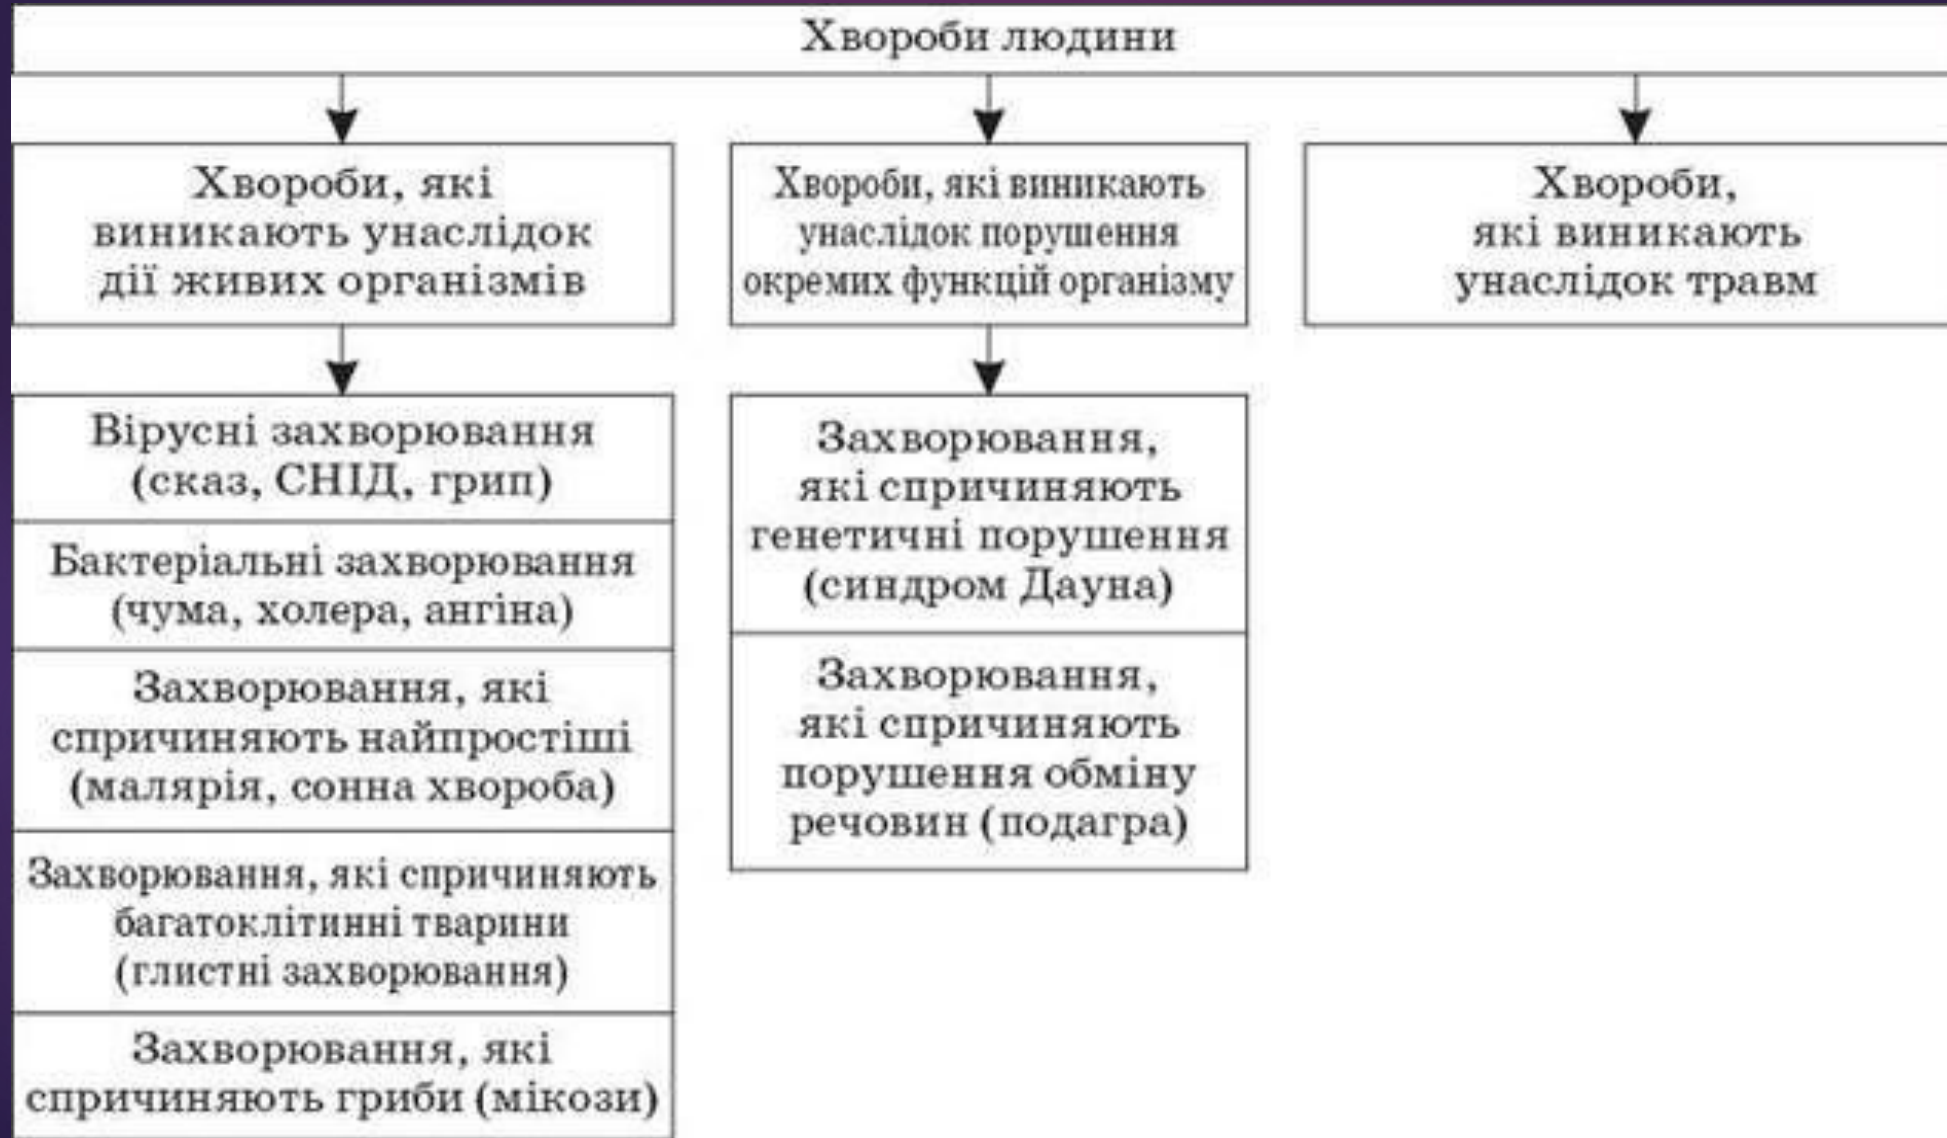 Хвороби людини
Хвороби, які
виникають унаслідок
дії живих організмів
Вірусні захворювання
(сказ, СНІД, грип)
Бактеріальні захворювання
(чума, холера, ангіна)
Захворювання, які
спричиняють найпростіші
(малярія, сонна хвороба)
Захворювання, які спричиняють
багатоклітинні тварини
(глистні захворювання)
Захворювання, які
спричиняють гриби (мікози)
Хвороби, які виникають
унаслідок порушення
окремих функцій організму
Захворювання,
які спричиняють
генетичні порушення
(синдром Дауна)
Захворювання,
які спричиняють
порушення обміну
речовин (подагра)
Хвороби,
які виникають
унаслідок травм